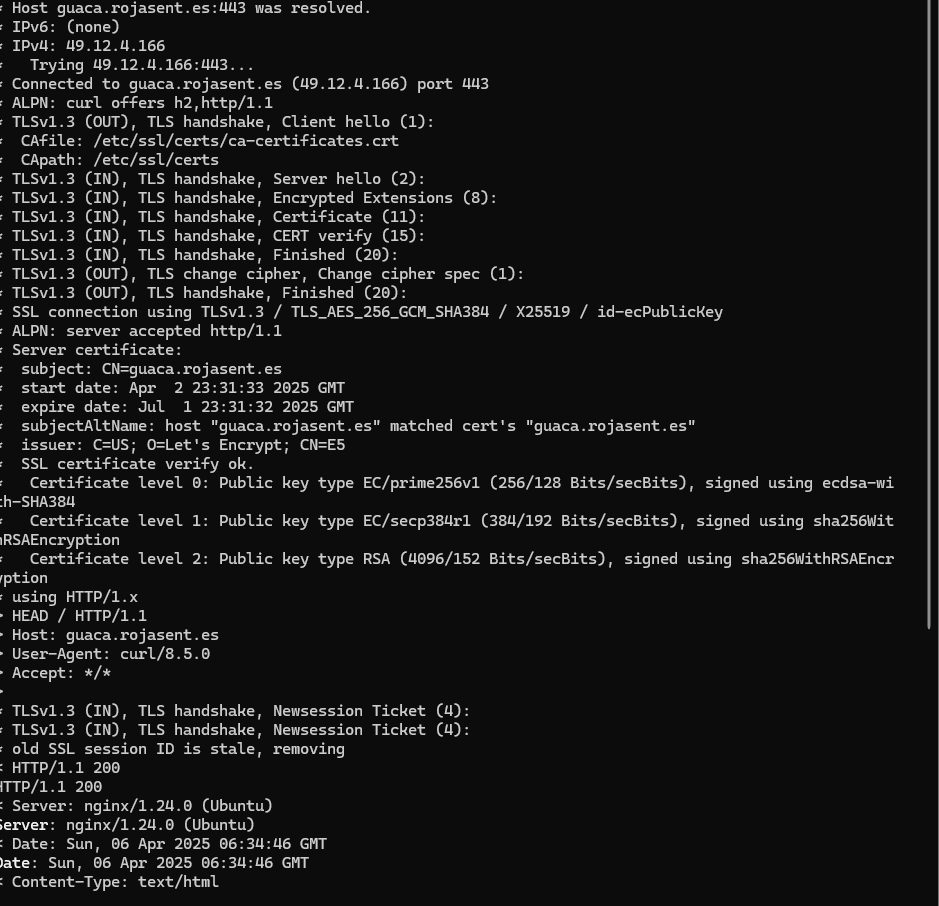 * Host guaca.rojasent.es:443 was resolved.
* IPv6: (none)
* IPv4: 49.12.4.166
*   Trying 49.12.4.166:443...
* Connected to guaca.rojasent.es (49.12.4.166) port 443
* ALPN: curl offers h2,http/1.1
* TLSv1.3 (OUT), TLS handshake, Client hello (1):
*  CAfile: /etc/ssl/certs/ca-certificates.crt
*  CApath: /etc/ssl/certs
* TLSv1.3 (IN), TLS handshake, Server hello (2):
* TLSv1.3 (IN), TLS handshake, Encrypted Extensions (8):
* TLSv1.3 (IN), TLS handshake, Certificate (11):
* TLSv1.3 (IN), TLS handshake, CERT verify (15):
* TLSv1.3 (IN), TLS handshake, Finished (20):
* TLSv1.3 (OUT), TLS change cipher, Change cipher spec (1):
* TLSv1.3 (OUT), TLS handshake, Finished (20):
* SSL connection using TLSv1.3 / TLS_AES_256_GCM_SHA384 / X25519 / id-ecPublicKey
* ALPN: server accepted http/1.1
* Server certificate:
*  subject: CN=guaca.rojasent.es
*  start date: Apr  2 23:31:33 2025 GMT
*  expire date: Jul  1 23:31:32 2025 GMT
*  subjectAltName: host "guaca.rojasent.es" matched cert's "guaca.rojasent.es"
*  issuer: C=US; O=Let's Encrypt; CN=E5
*  SSL certificate verify ok.
*   Certificate level 0: Public key type EC/prime256v1 (256/128 Bits/secBits), signed using ecdsa-wi
th-SHA384
*   Certificate level 1: Public key type EC/secp384r1 (384/192 Bits/secBits), signed using sha256Wit
hRSAEncryption
*   Certificate level 2: Public key type RSA (4096/152 Bits/secBits), signed using sha256WithRSAEncr
yption
* using HTTP/1.x
> HEAD / HTTP/1.1
> Host: guaca.rojasent.es
> User-Agent: curl/8.5.0
> Accept: */*
>
* TLSv1.3 (IN), TLS handshake, Newsession Ticket (4):
* TLSv1.3 (IN), TLS handshake, Newsession Ticket (4):
* old SSL session ID is stale, removing
< HTTP/1.1 200
HTTP/1.1 200
< Server: nginx/1.24.0 (Ubuntu)
Server: nginx/1.24.0 (Ubuntu)
< Date: Sun, 06 Apr 2025 06:34:46 GMT
Date: Sun, 06 Apr 2025 06:34:46 GMT
< Content-Type: text/html